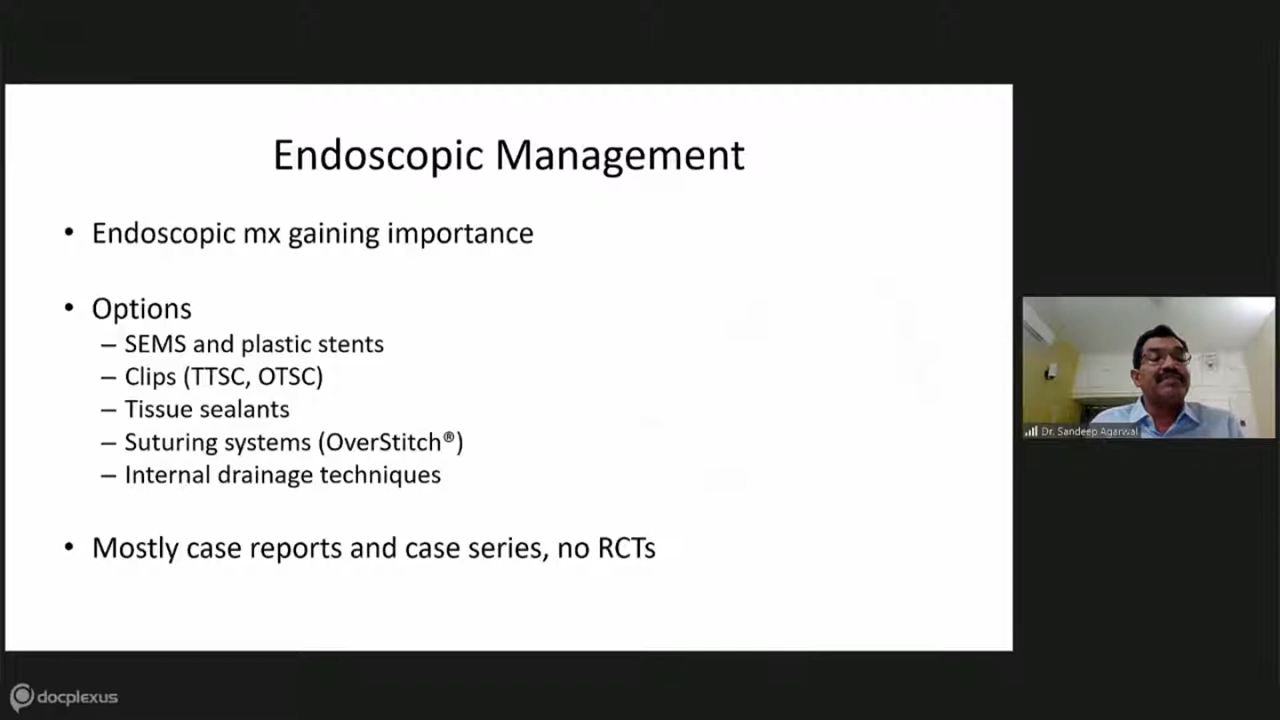 Endoscopic Management
• Endoscopic mx gaining importance
• Options
– SEMS and plastic stents
– Clips (TTSC, OTSC)
– Tissue sealants
– Suturing systems (OverStitch®)
– Internal drainage techniques
• Mostly case reports and case series, no RCTs
Dr. Sandeep Agarwal
docplexus